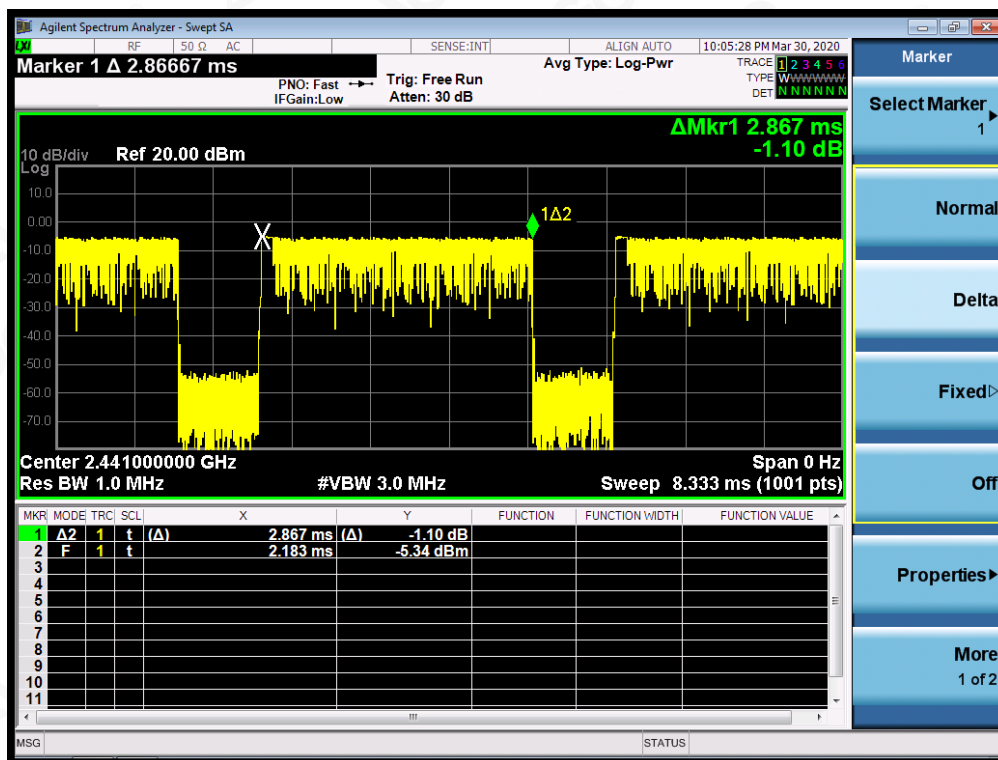 Agilent Spectrum Analyzer - Swept SA
LXI RF 50 Ω AC SENSE:INT ALIGN AUTO 10:05:28 PM Mar 30, 2020
Marker 1 Δ 2.86667 ms
PNO: Fast
IFGain:Low
Trig: Free Run
Atten: 30 dB
Avg Type: Log-Pwr
TRACE 1 2 3 4 5 6
TYPE WWWWWWW
DET N N N N N N
ΔMkr1 2.867 ms
-1.10 dB
10 dB/div Ref 20.00 dBm
Log
10.0
0.00
-10.0
-20.0
-30.0
-40.0
-50.0
-60.0
-70.0
X
1Δ2
Center 2.441000000 GHz Span 0 Hz
Res BW 1.0 MHz #VBW 3.0 MHz Sweep 8.333 ms (1001 pts)
MKR MODE TRC SCL X Y FUNCTION FUNCTION WIDTH FUNCTION VALUE
1 Δ2 1 t (Δ) 2.867 ms (Δ) -1.10 dB
2 F 1 t 2.183 ms -5.34 dBm
3
4
5
6
7
8
9
10
11
MSG STATUS
Marker
Select Marker
1
Normal
Delta
Fixed
Off
Properties
More
1 of 2